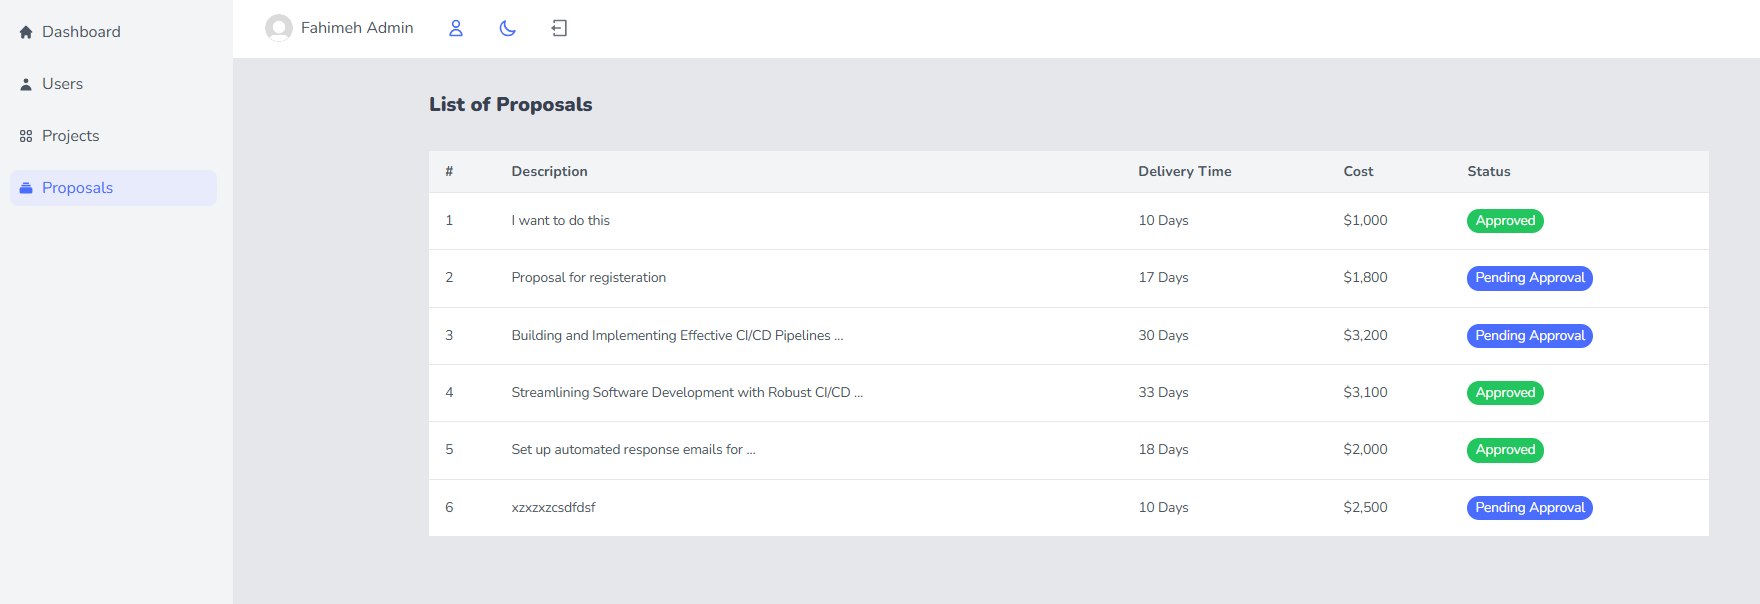 Dashboard
Users
Projects
Proposals
Fahimeh Admin
List of Proposals
# Description Delivery Time Cost Status
1 I want to do this 10 Days $1,000 Approved
2 Proposal for registeration 17 Days $1,800 Pending Approval
3 Building and Implementing Effective CI/CD Pipelines ... 30 Days $3,200 Pending Approval
4 Streamlining Software Development with Robust CI/CD ... 33 Days $3,100 Approved
5 Set up automated response emails for ... 18 Days $2,000 Approved
6 xzxzxzcsdfdsf 10 Days $2,500 Pending Approval